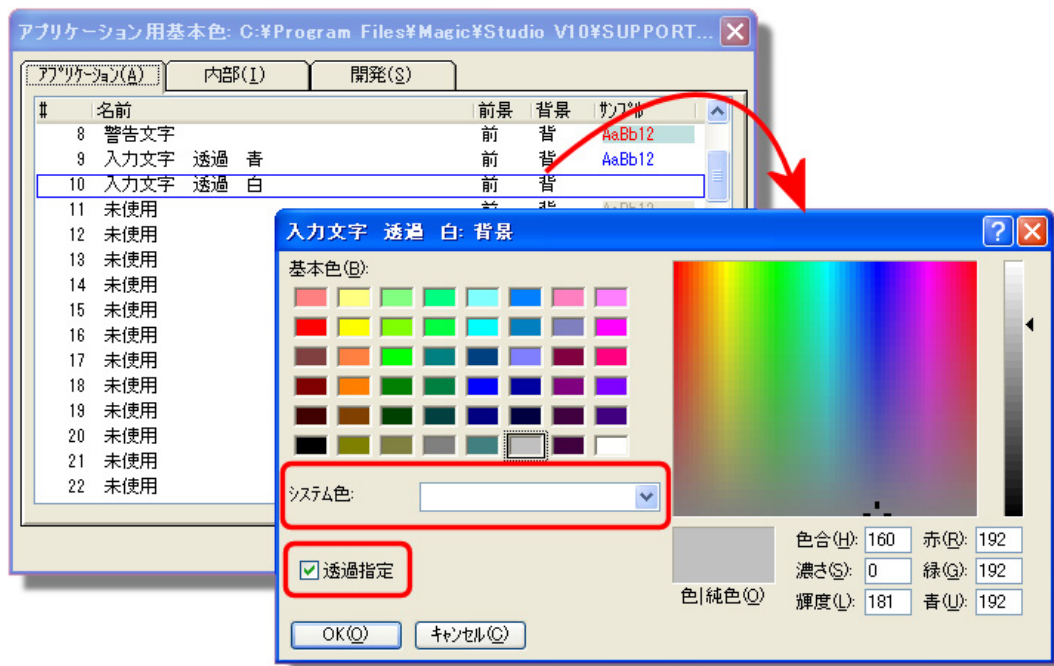 アプリケーション用基本色: C:¥Program Files¥Magic¥Studio V10¥SUPPORT...
ｱﾌﾟﾘｹｰｼｮﾝ(A) 内部(I) 開発(S)
# 名前 前景 背景 ｻﾝﾌﾟﾙ
8 警告文字 前 背 AaBb12
9 入力文字 透過 青 前 背 AaBb12
10 入力文字 透過 白 前 背
11 未使用 前 背 AaBb12
12 未使用
13 未使用
14 未使用
15 未使用
16 未使用
17 未使用
18 未使用
19 未使用
20 未使用
21 未使用
22 未使用
入力文字 透過 白: 背景
基本色(B):
ｼｽﾃﾑ色:
透過指定
OK(O) ｷｬﾝｾﾙ(C)
色|純色(O)
色合(H): 160 赤(R): 192
濃さ(S): 0 緑(G): 192
輝度(L): 181 青(U): 192